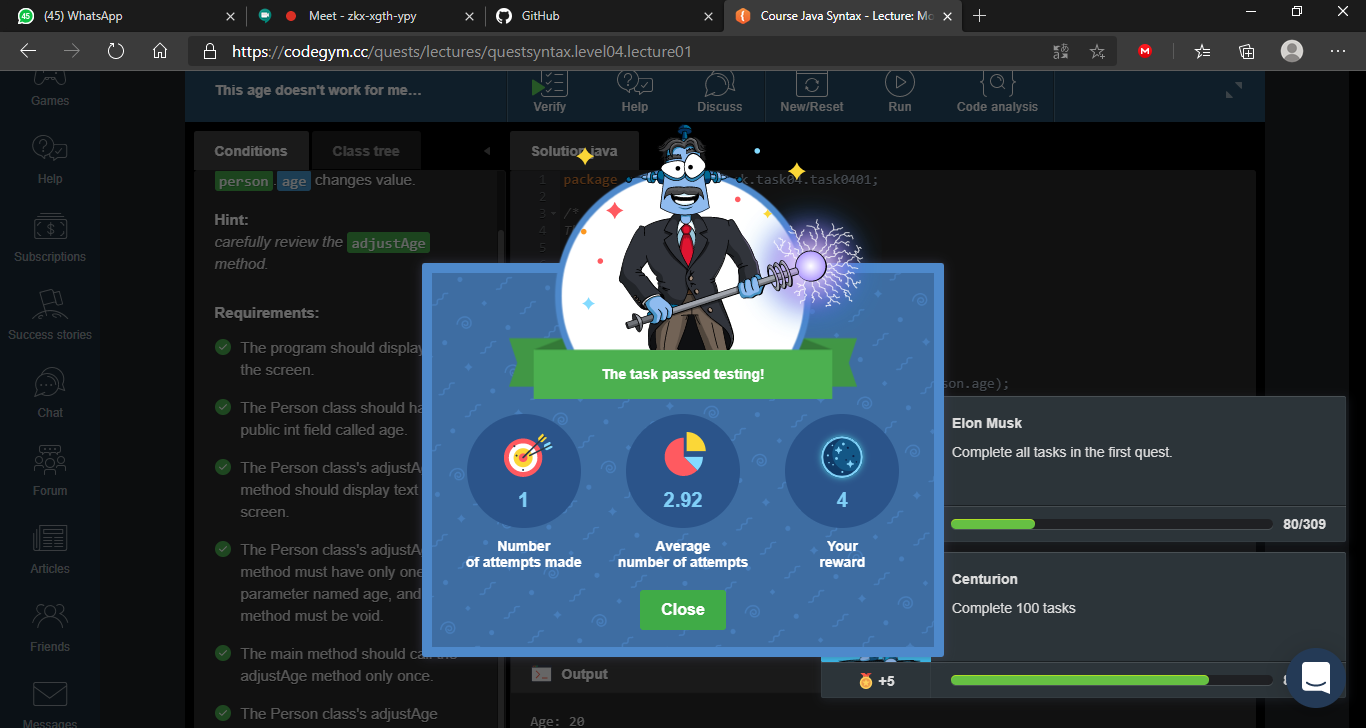 (45) WhatsApp
Meet - zkx-xgth-ypy
GitHub
Course Java Syntax - Lecture: Mo
https://codegym.cc/quests/lectures/questsyntax.level04.lecture01
Games
Help
Subscriptions
Success stories
Chat
Forum
Articles
Friends
Messages
This age doesn't work for me…
Verify
Help
Discuss
New/Reset
Run
Code analysis
Conditions
Class tree
person. age changes value.
Hint:
carefully review the adjustAge
method.
Requirements:
The program should display
the screen.
The Person class should ha
public int field called age.
The Person class's adjustA
method should display text
screen.
The Person class's adjustA
method must have only one
parameter named age, and
method must be void.
The main method should call the
adjustAge method only once.
The Person class's adjustAge
Solution.java
1 package k.task04.task0401;
2
3 /*
4
5
son.age);
Output
Age: 20
The task passed testing!
1
Number
of attempts made
2.92
Average
number of attempts
4
Your
reward
Close
Elon Musk
Complete all tasks in the first quest.
80/309
Centurion
Complete 100 tasks
+5